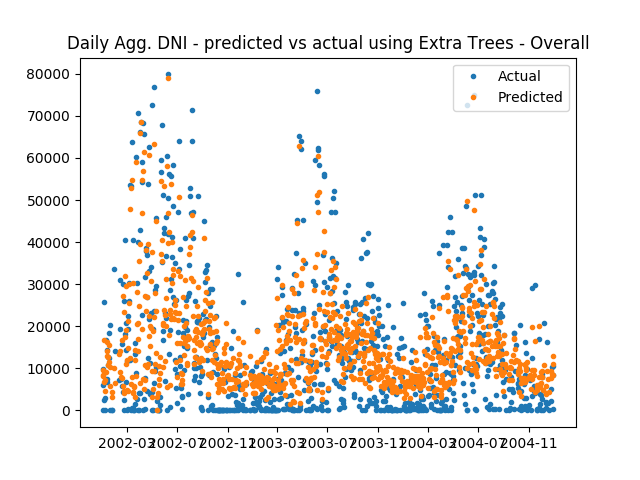 Daily Agg. DNI - predicted vs actual using Extra Trees - Overall
Actual
Predicted
80000
70000
60000
50000
40000
30000
20000
10000
0
2002-03 2002-07 2002-11 2003-03 2003-07 2003-11 2004-03 2004-07 2004-11